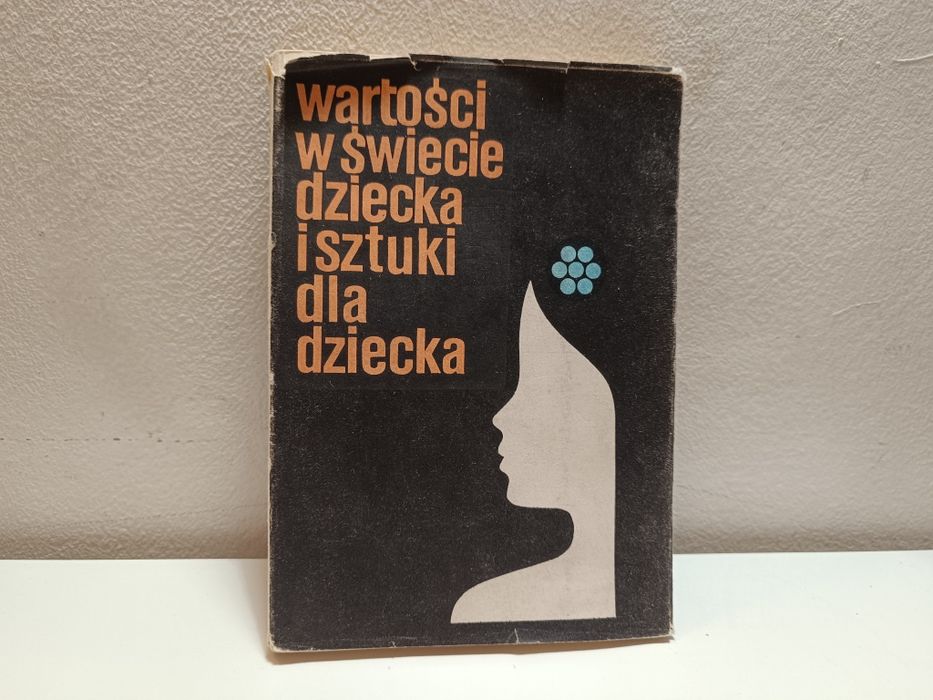 wartości
w świecie
dziecka
i sztuki
dla
dziecka